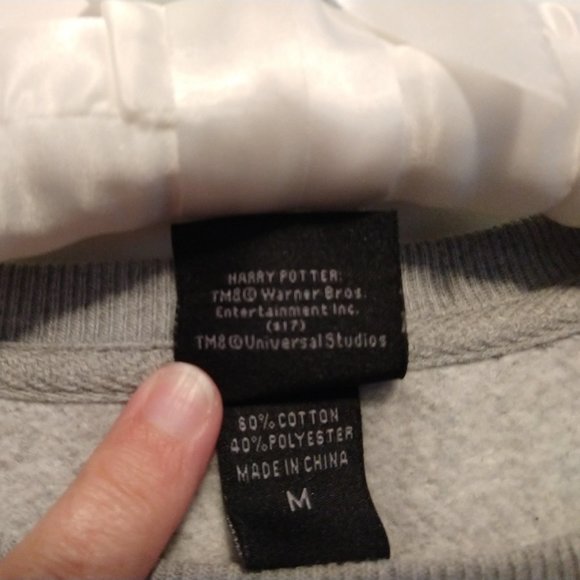 HARRY POTTER:
TM&© Warner Bros.
Entertainment Inc.
(s17)
TM&©Universal Studios
60% COTTON
40%POLYESTER
MADE IN CHINA
M